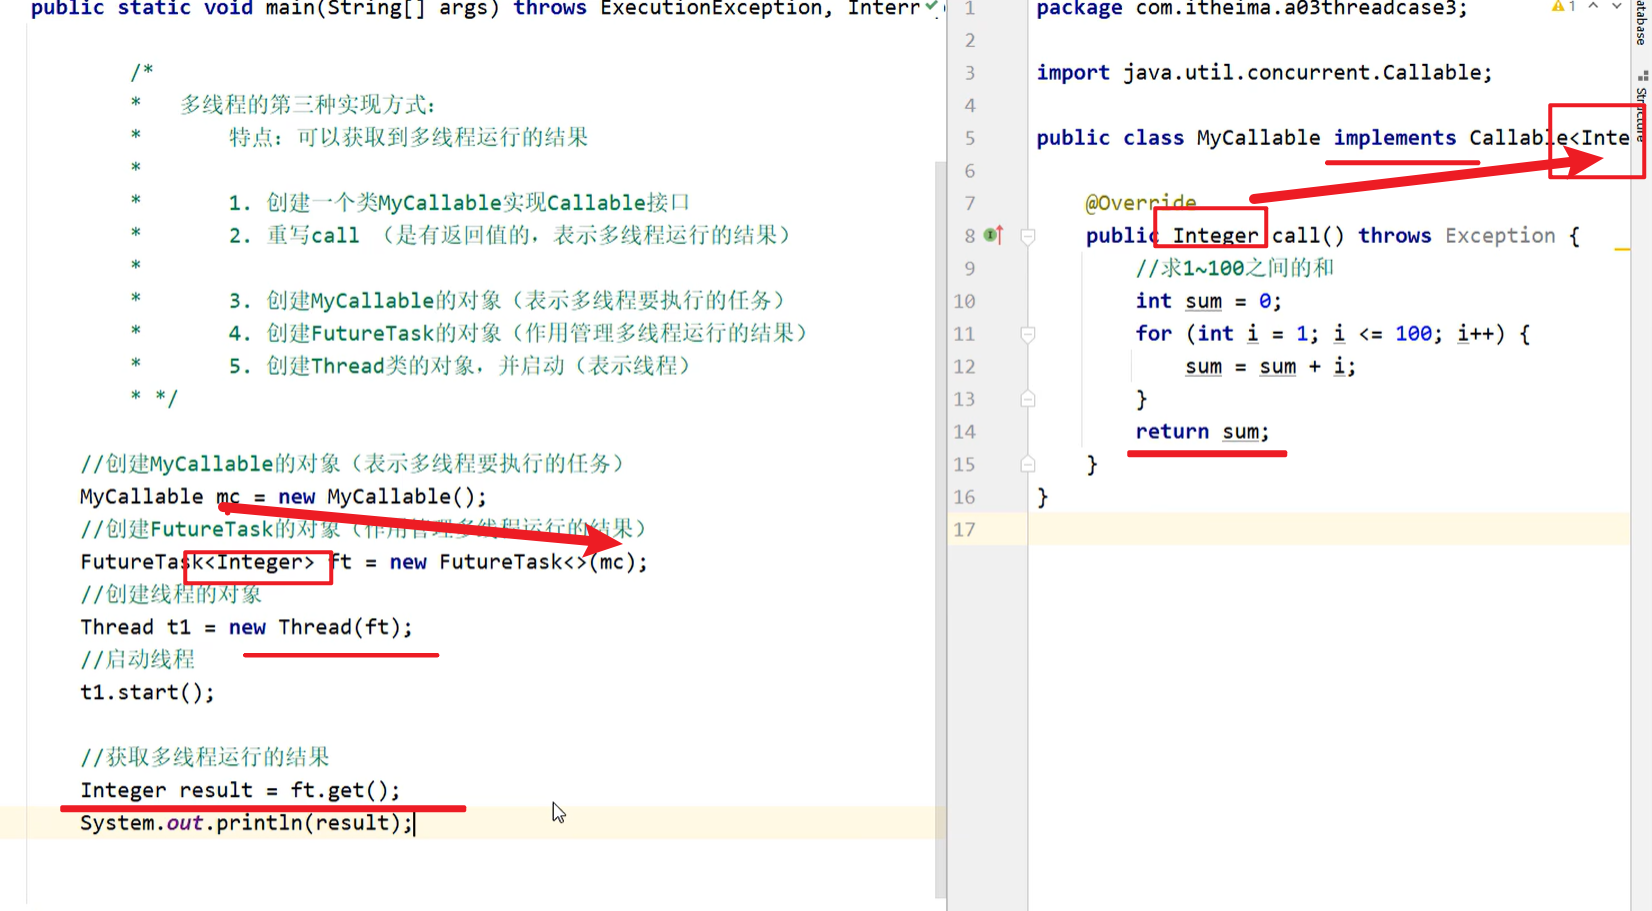 public static void main(String[] args) throws ExecutionException, Interr
/*
* 多线程的第三种实现方式：
* 特点：可以获取到多线程运行的结果
*
* 1. 创建一个类MyCallable实现Callable接口
* 2. 重写call （是有返回值的，表示多线程运行的结果）
*
* 3. 创建MyCallable的对象（表示多线程要执行的任务）
* 4. 创建FutureTask的对象（作用管理多线程运行的结果）
* 5. 创建Thread类的对象，并启动（表示线程）
* */
//创建MyCallable的对象（表示多线程要执行的任务）
MyCallable mc = new MyCallable();
//创建FutureTask的对象（作用管理多线程运行的结果）
FutureTask<Integer> ft = new FutureTask<>(mc);
//创建线程的对象
Thread t1 = new Thread(ft);
//启动线程
t1.start();
//获取多线程运行的结果
Integer result = ft.get();
System.out.println(result);
1 package com.itheima.a03threadcase3;
2
3 import java.util.concurrent.Callable;
4
5 public class MyCallable implements Callable<Inte
6
7 @Override
8 public Integer call() throws Exception {
9 //求1~100之间的和
10 int sum = 0;
11 for (int i = 1; i <= 100; i++) {
12 sum = sum + i;
13 }
14 return sum;
15 }
16 }
17
1
atabase
Structure